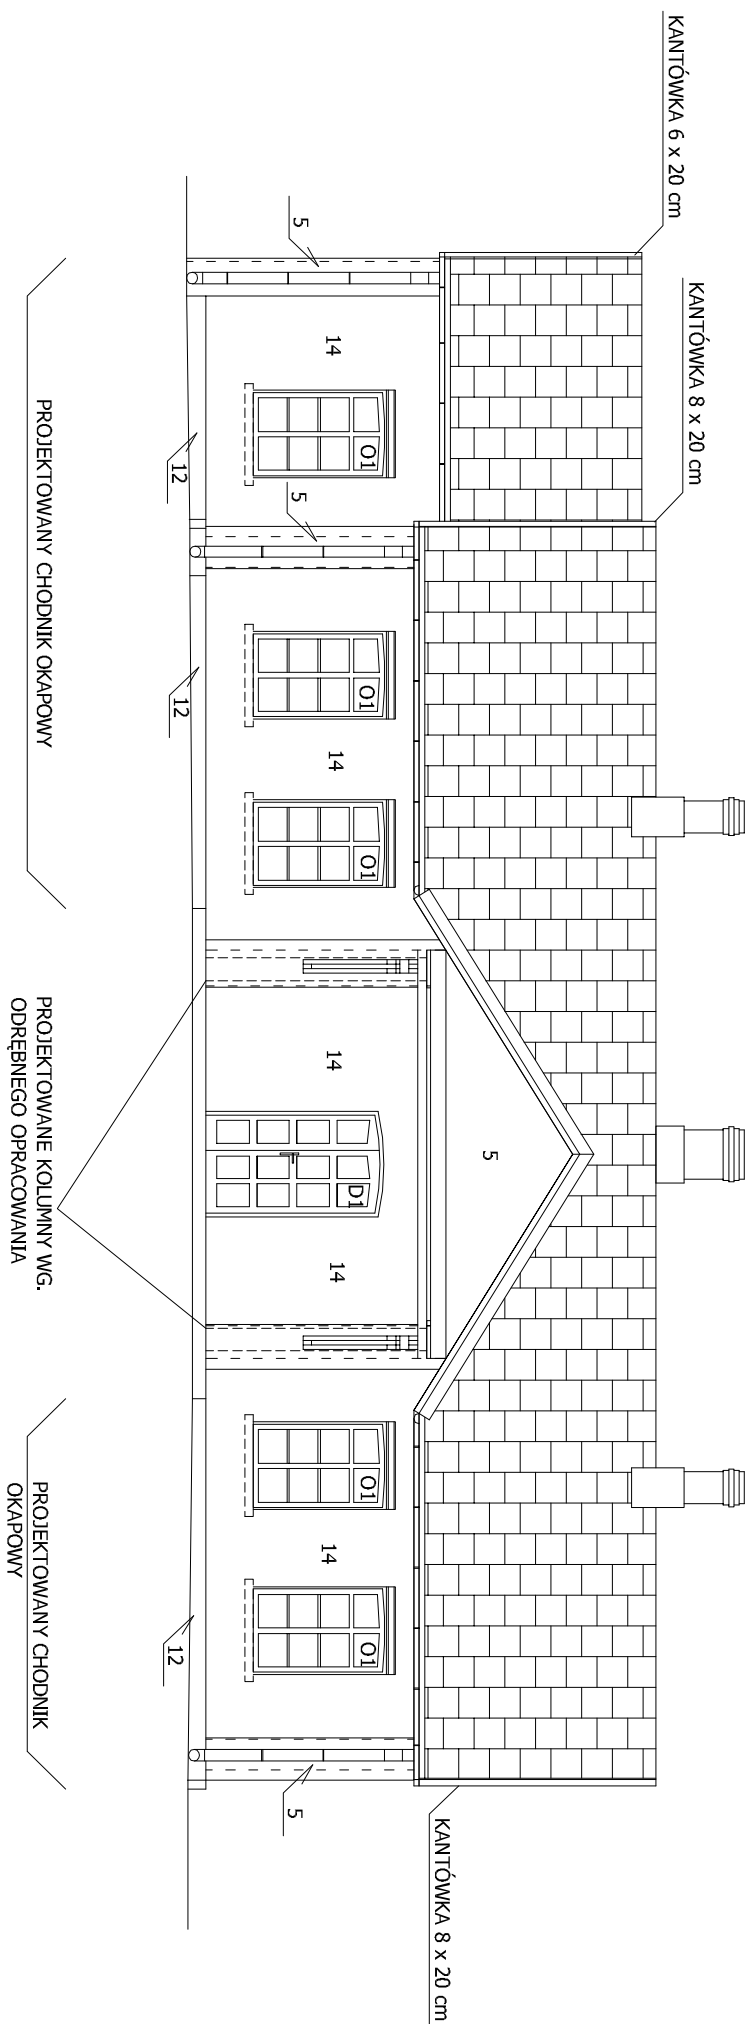 KANTÓWKA 6 x 20 cm
KANTÓWKA 8 x 20 cm
KANTÓWKA 8 x 20 cm
5
5
5
5
14
14
14
14
14
O1
O1
O1
D1
O1
O1
12
12
12
PROJEKTOWANY CHODNIK OKAPOWY
PROJEKTOWANE KOLUMNY WG.
ODRĘBNEGO OPRACOWANIA
PROJEKTOWANY CHODNIK
OKAPOWY